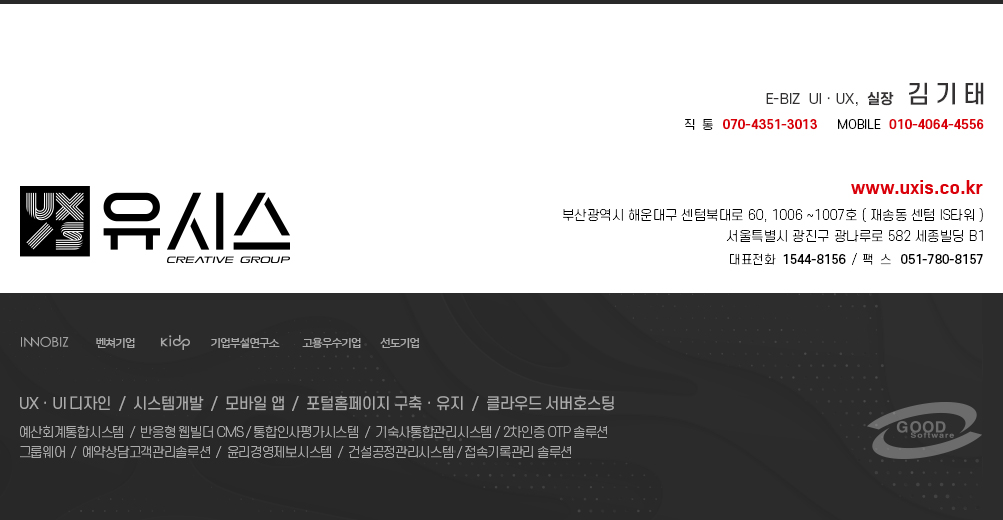 E-BIZ UI · UX, 실장 김 기 태
직 통 070-4351-3013 MOBILE 010-4064-4556
UX
IS
유시스
CREATIVE GROUP
www.uxis.co.kr
부산광역시 해운대구 센텀북대로 60, 1006 ~1007호 ( 재송동 센텀 IS타워 )
서울특별시 광진구 광나루로 582 세종빌딩 B1
대표전화 1544-8156 / 팩 스 051-780-8157
INNOBIZ 벤쳐기업 kidp 기업부설연구소 고용우수기업 선도기업
UX · UI 디자인 / 시스템개발 / 모바일 앱 / 포털홈페이지 구축 · 유지 / 클라우드 서버호스팅
예산회계통합시스템 / 반응형 웹빌더 CMS / 통합인사평가시스템 / 기숙사통합관리시스템 / 2차인증 OTP 솔루션
그룹웨어 / 예약상담고객관리솔루션 / 윤리경영제보시스템 / 건설공정관리시스템 / 접속기록관리 솔루션
GOOD
Software